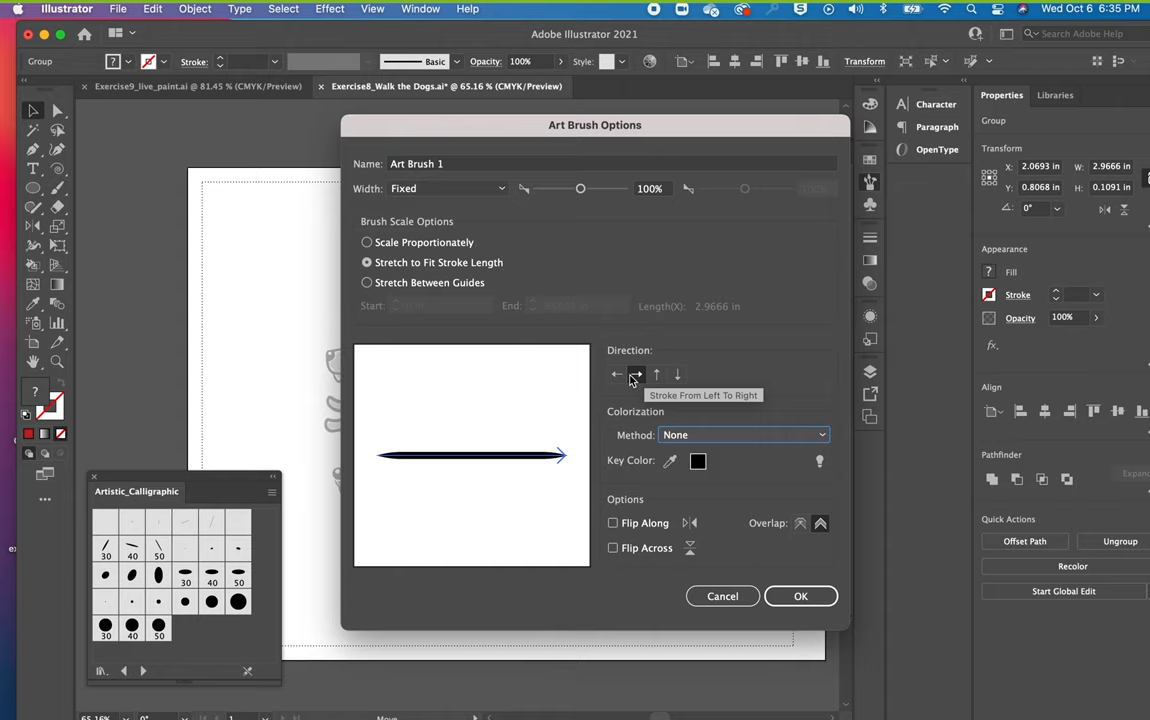 Illustrator File Edit Object Type Select Effect View Window Help Wed Oct 6 6:35 PM
Adobe Illustrator 2021
Search Adobe Help
Group Stroke: Basic Opacity: 100% Style: Transform
× Exercise9_live_paint.ai @ 81.45 % (CMYK/Preview) × Exercise8_Walk the Dogs.ai* @ 65.16 % (CMYK/Preview)
Character
Paragraph
OpenType
Properties Libraries
Group
Transform
X: 2.0693 in W: 2.9666 in
Y: 0.8068 in H: 0.1091 in
0°
Appearance
? Fill
Stroke
Opacity 100%
fx.
Align
Pathfinder
Expand
Quick Actions
Offset Path Ungroup
Recolor
Start Global Edit
Art Brush Options
Name: Art Brush 1
Width: Fixed 100%
Brush Scale Options
Scale Proportionately
Stretch to Fit Stroke Length
Stretch Between Guides
Start: End: Length(X): 2.9666 in
Direction:
Stroke From Left To Right
Colorization
Method: None
Key Color:
Options
Flip Along Overlap:
Flip Across
Cancel OK
Artistic_Calligraphic
30 40 50
30 40 50
30 40 50
65.16% 0° 1 Move